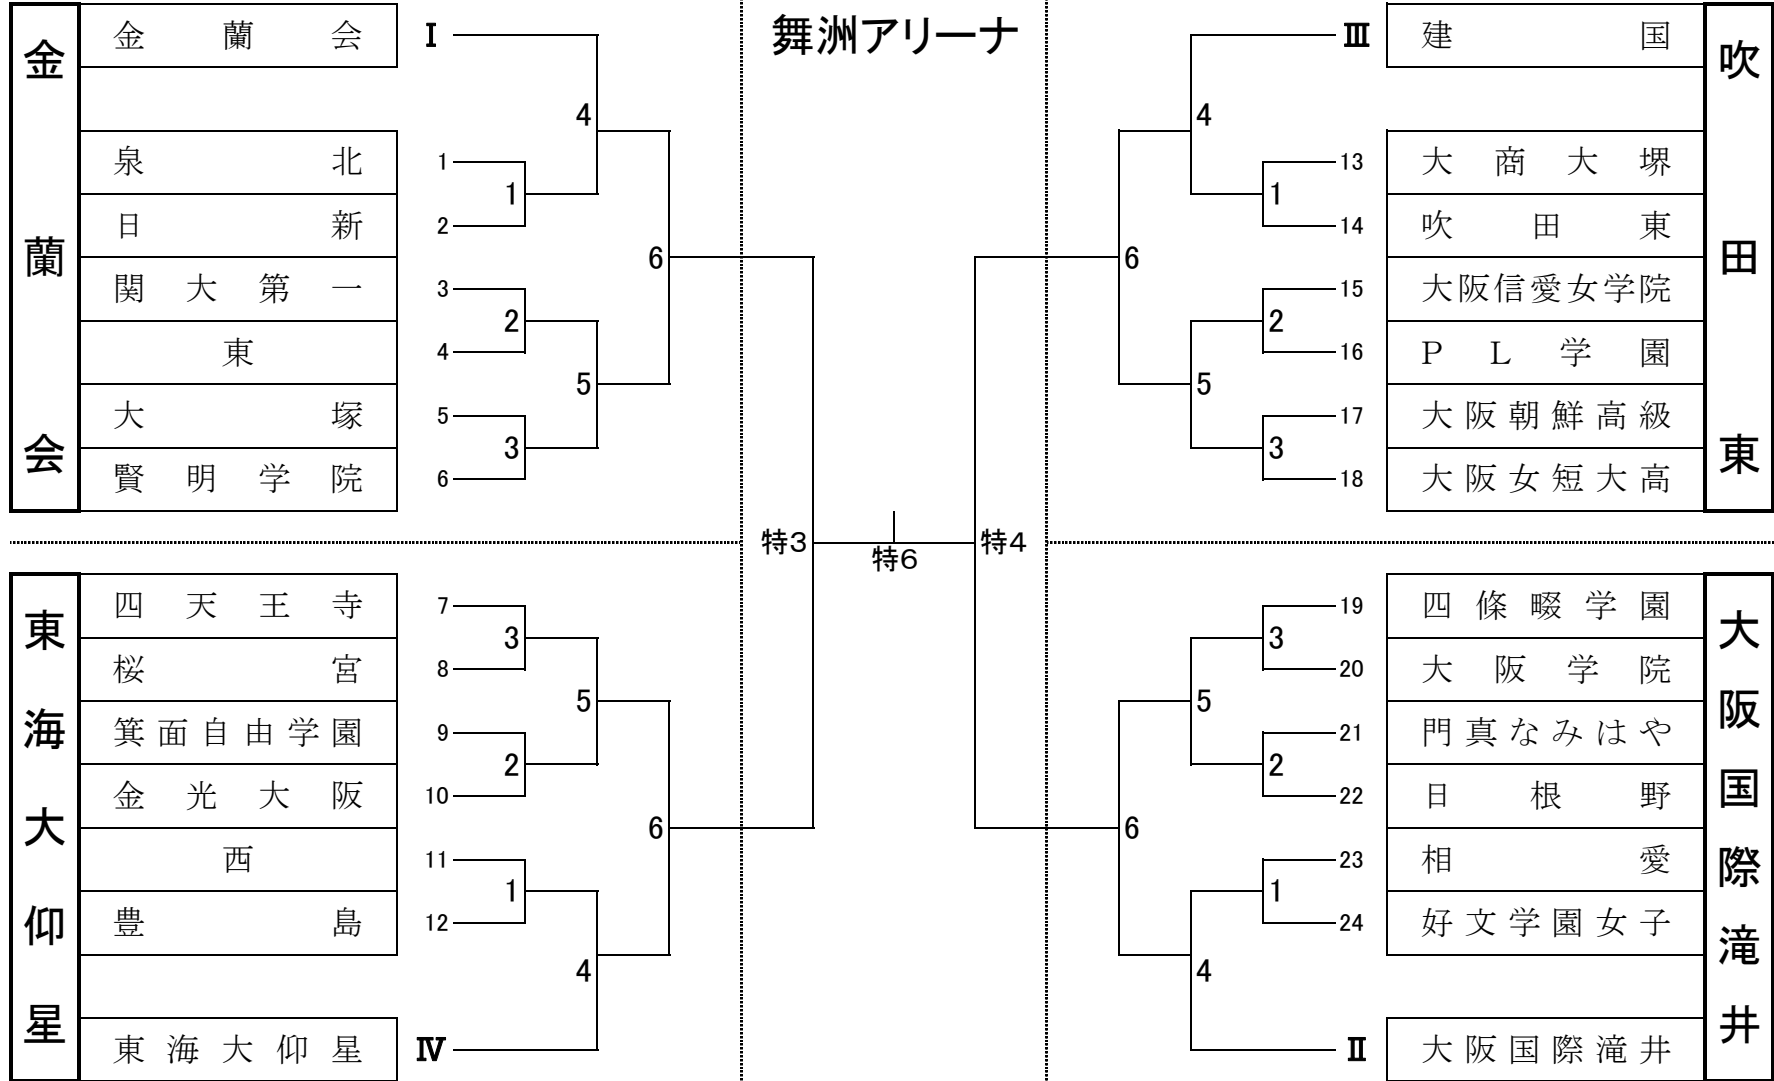 舞洲アリーナ
金蘭会
金蘭会 Ⅰ
泉北 1
日新 2
関大第一 3
東 4
大塚 5
賢明学院 6
4
1
6
2
5
3
東海大仰星
四天王寺 7
桜宮 8
箕面自由学園 9
金光大阪 10
西 11
豊島 12
東海大仰星 Ⅳ
3
5
2
6
1
4
特3
特6
特4
吹田東
Ⅲ 建国
13 大商大堺
14 吹田東
15 大阪信愛女学院
16 PL学園
17 大阪朝鮮高級
18 大阪女短大高
4
1
6
2
5
3
大阪国際滝井
19 四條畷学園
20 大阪学院
21 門真なみはや
22 日根野
23 相愛
24 好文学園女子
Ⅱ 大阪国際滝井
3
5
2
6
1
4